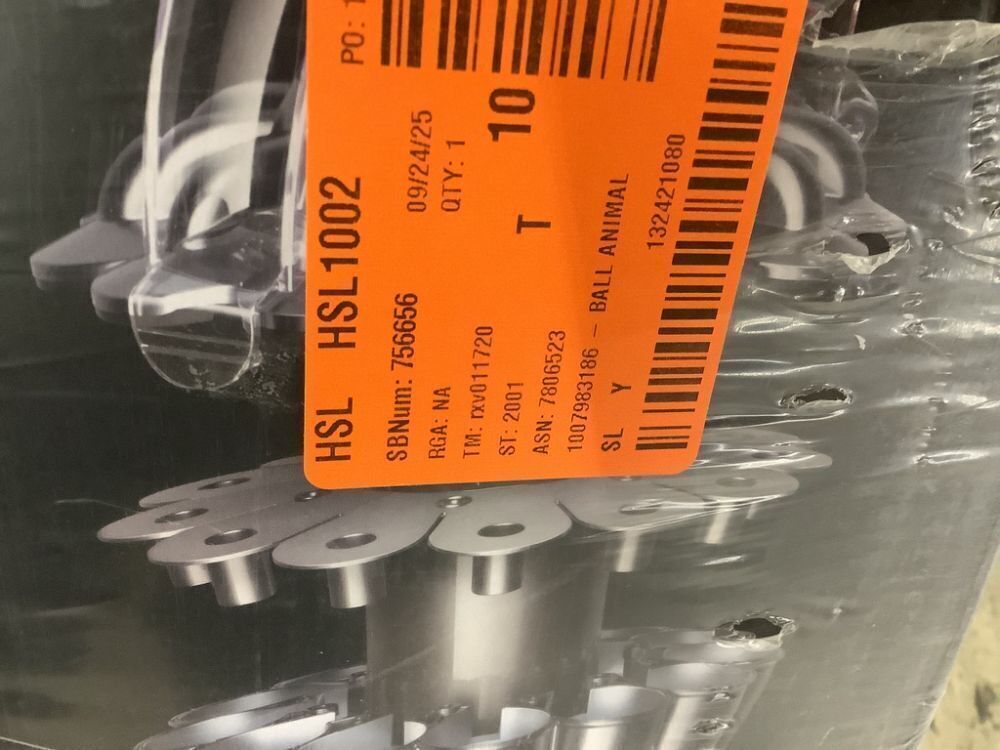 PO: 1
HSL HSL1002
SBNum: 756656 09/24/25
RGA: NA QTY: 1
TM: rxv011720
ST: 2001 T 10
ASN: 7806523
1007983186 - BALL ANIMAL
SL Y
132421080